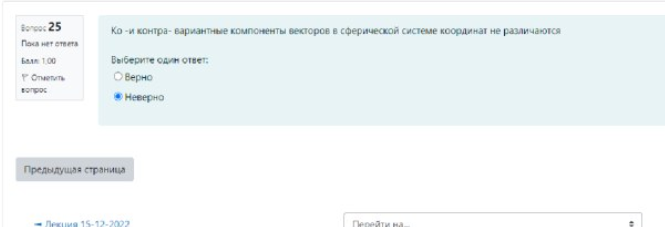 Вопрос 25
Пока нет ответа
Балл: 1,00
Отметить
вопрос
Ко -и контра- вариантные компоненты векторов в сферической системе координат не различаются
Выберите один ответ:
Верно
Неверно
Предыдущая страница
Лекция 15-12-2022
Перейти на...